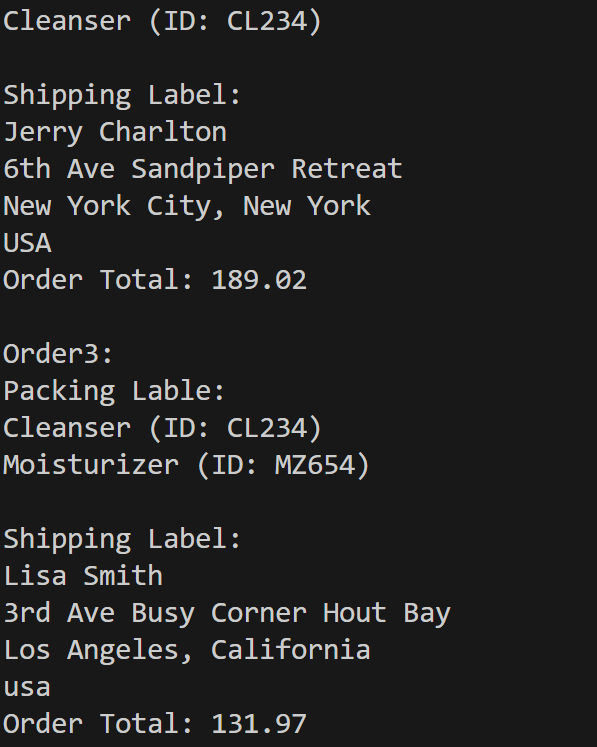 Cleanser (ID: CL234)
Shipping Label:
Jerry Charlton
6th Ave Sandpiper Retreat
New York City, New York
USA
Order Total: 189.02
Order3:
Packing Lable:
Cleanser (ID: CL234)
Moisturizer (ID: MZ654)
Shipping Label:
Lisa Smith
3rd Ave Busy Corner Hout Bay
Los Angeles, California
usa
Order Total: 131.97